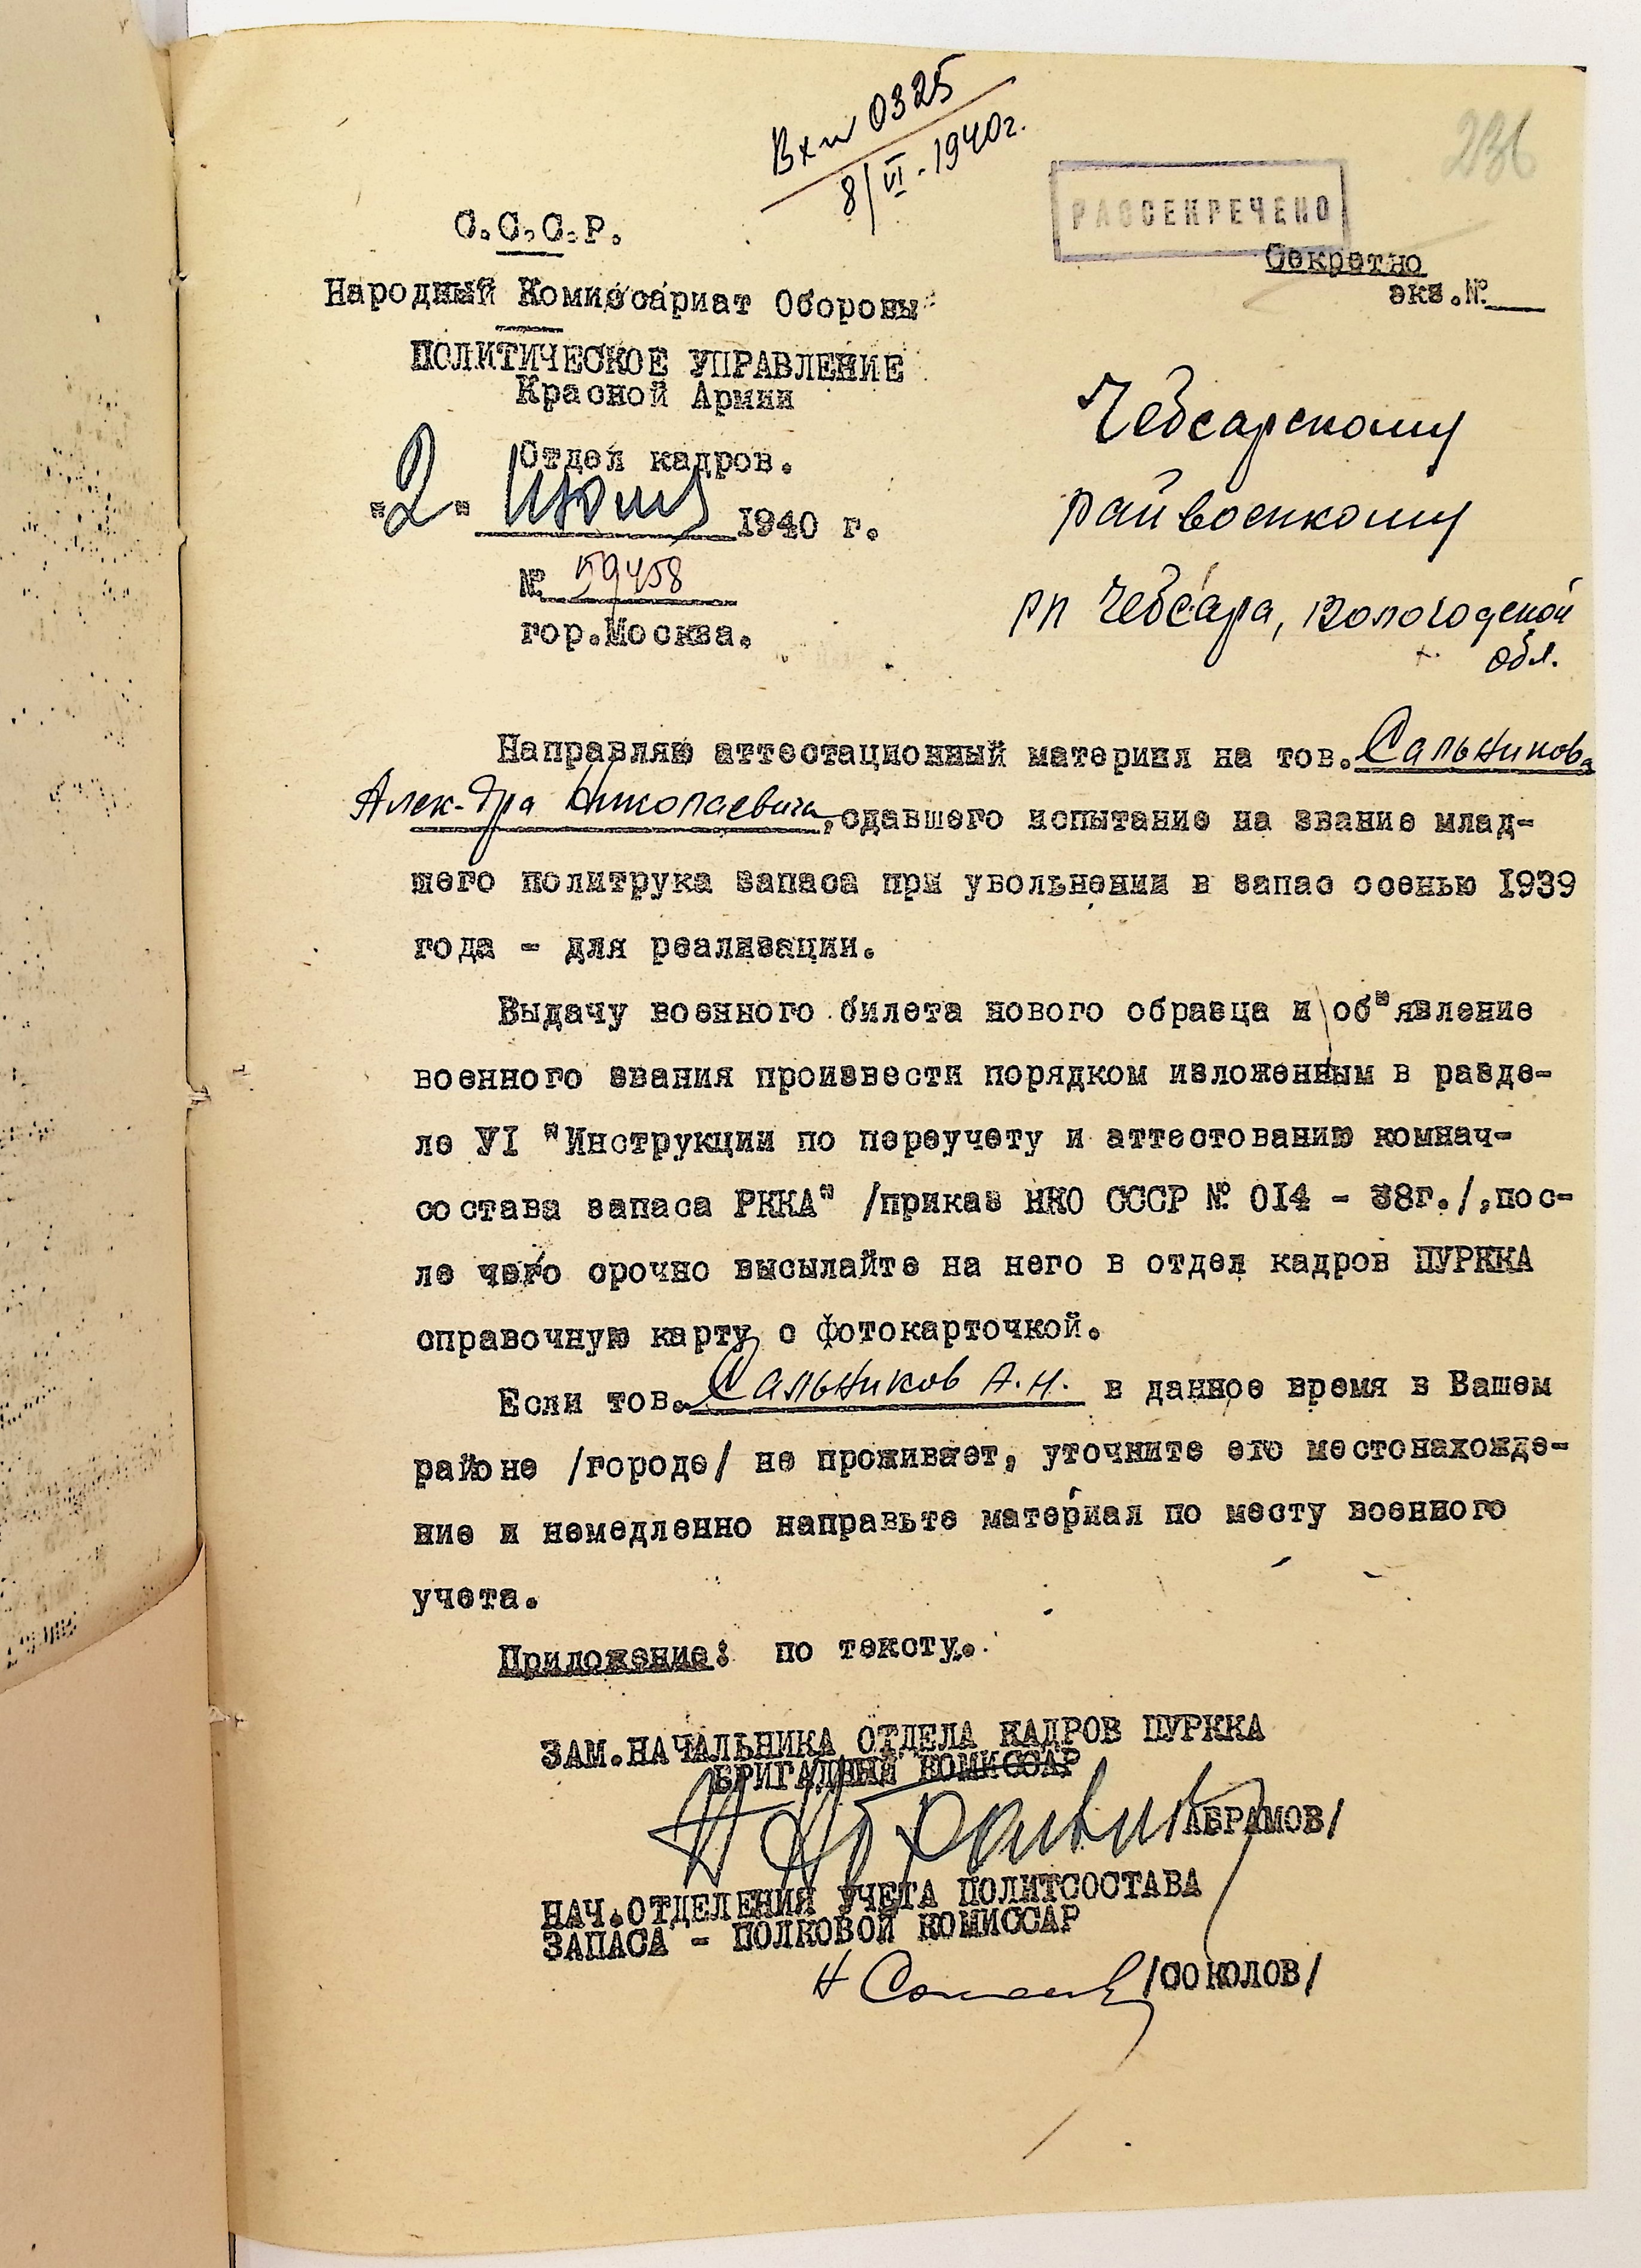 Вх № 0325
8/VI-1940г.
236
РАССЕКРЕЧЕНО
Секретно
экз.№
С.С.С.Р.
Народный Комиссариат Обороны
ПОЛИТИЧЕСКОЕ УПРАВЛЕНИЕ
Красной Армии
Отдел кадров.
"2" Июня 1940 г.
№ 59458
гор.Москва.
Чебсарскому
райвоенкому
рп Чебсара, Вологодской
обл.
Направляю аттестационный материал на тов. Сальникова
Алек-дра Николаевича, сдавшего испытание на звание млад-
шего политрука запаса при увольнении в запас осенью 1939
года - для реализации.
Выдачу военного билета нового образца и об"явление
военного звания произвести порядком изложенным в разде-
ле УІ "Инструкции по переучету и аттестованию комнач-
состава запаса РККА" /приказ НКО СССР № 014 - 38г./,пос-
ле чего срочно высылайте на него в отдел кадров ПУРККА
справочную карту с фотокарточкой.
Если тов. Сальников А.Н. в данное время в Вашем
районе /городе/ не проживает, уточните его местонахожде-
ние и немедленно направьте материал по месту военного
учета.
Приложение: по тексту.
ЗАМ.НАЧАЛЬНИКА ОТДЕЛА КАДРОВ ПУРККА
БРИГАДНЫЙ КОМИССАР
АБРАМОВ/
НАЧ.ОТДЕЛЕНИЯ УЧЕТА ПОЛИТСОСТАВА
ЗАПАСА - ПОЛКОВОЙ КОМИССАР
/СОКОЛОВ/